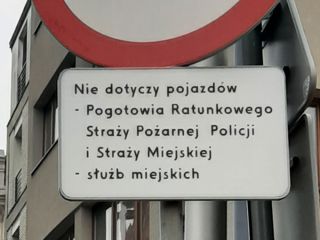 Nie dotyczy pojazdów
- Pogotowia Ratunkowego
Straży Pożarnej Policji
i Straży Miejskiej
- służb miejskich